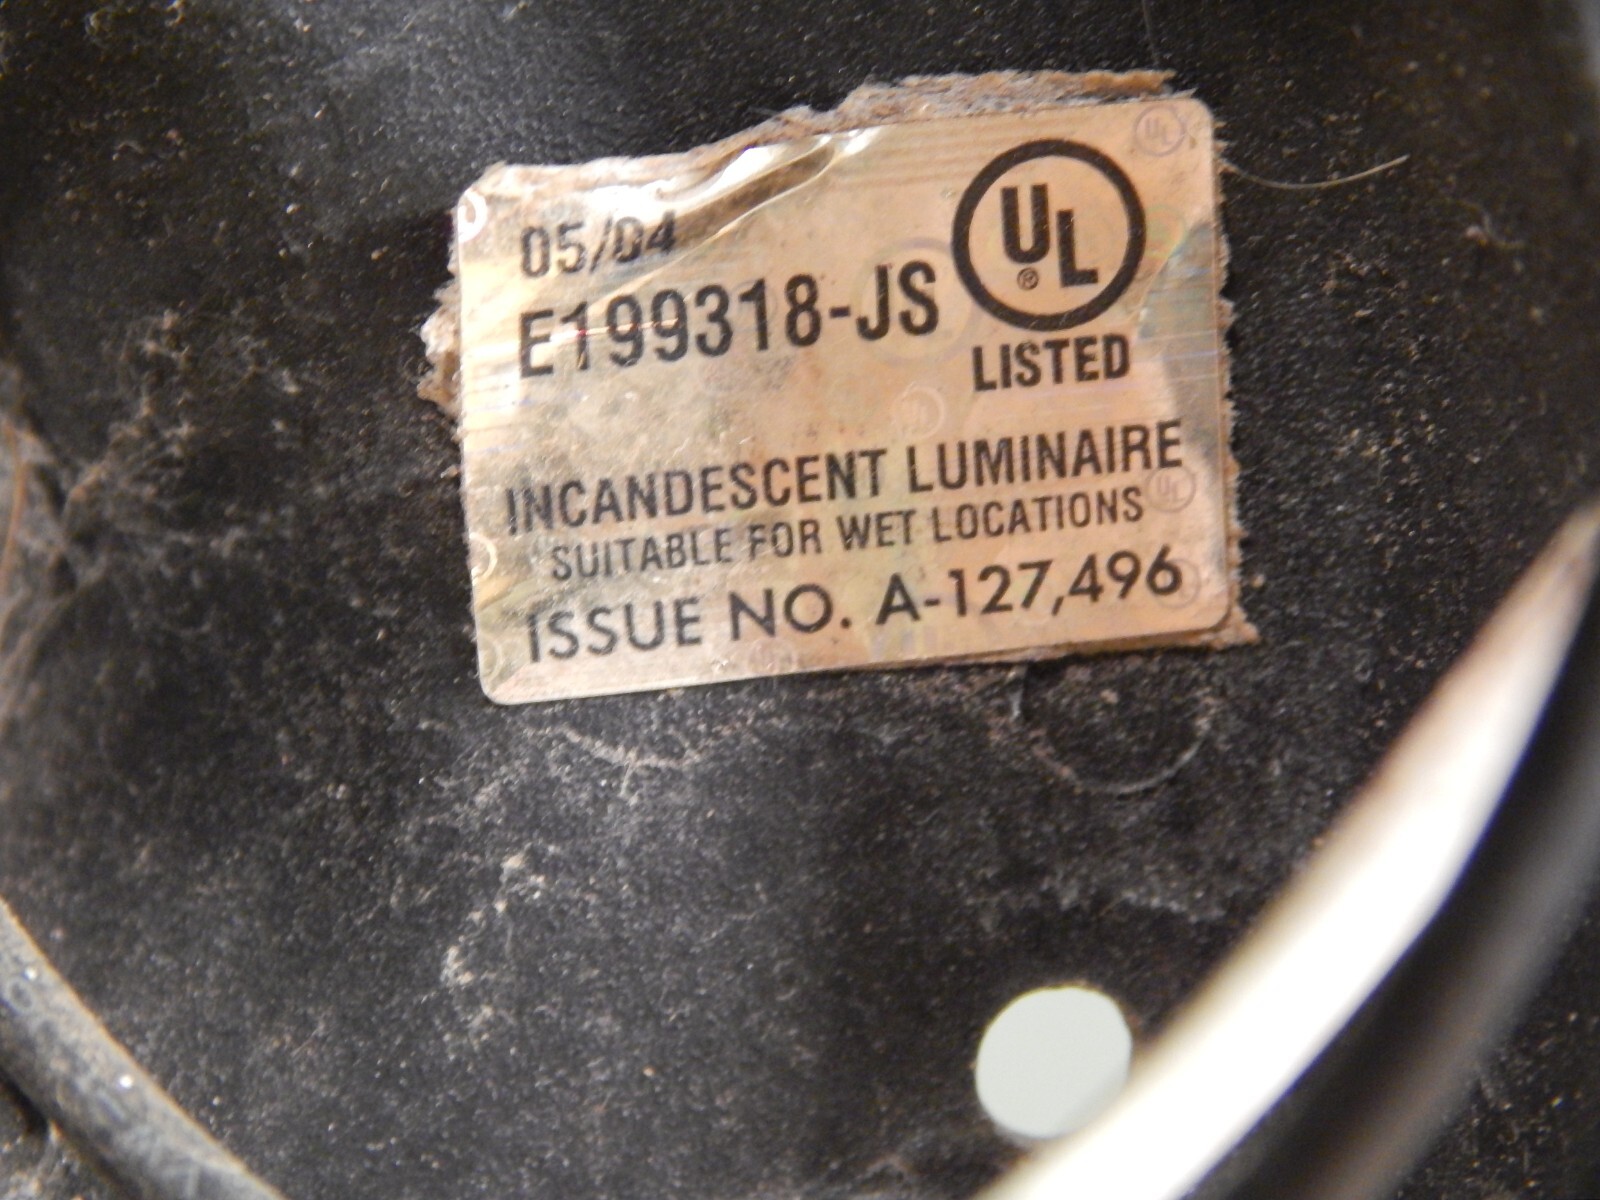 05/04
E199318-JS
UL
®
LISTED
INCANDESCENT LUMINAIRE
SUITABLE FOR WET LOCATIONS
ISSUE NO. A-127,496